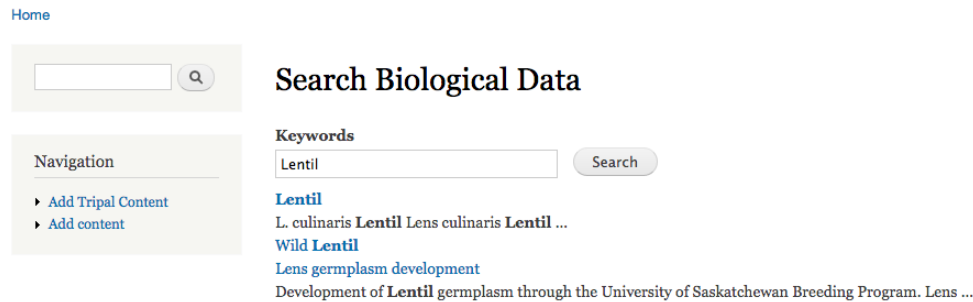 Home
Search Biological Data
Keywords
Lentil
Search
Navigation
Add Tripal Content
Add content
Lentil
L. culinaris Lentil Lens culinaris Lentil ...
Wild Lentil
Lens germplasm development
Development of Lentil germplasm through the University of Saskatchewan Breeding Program. Lens ...